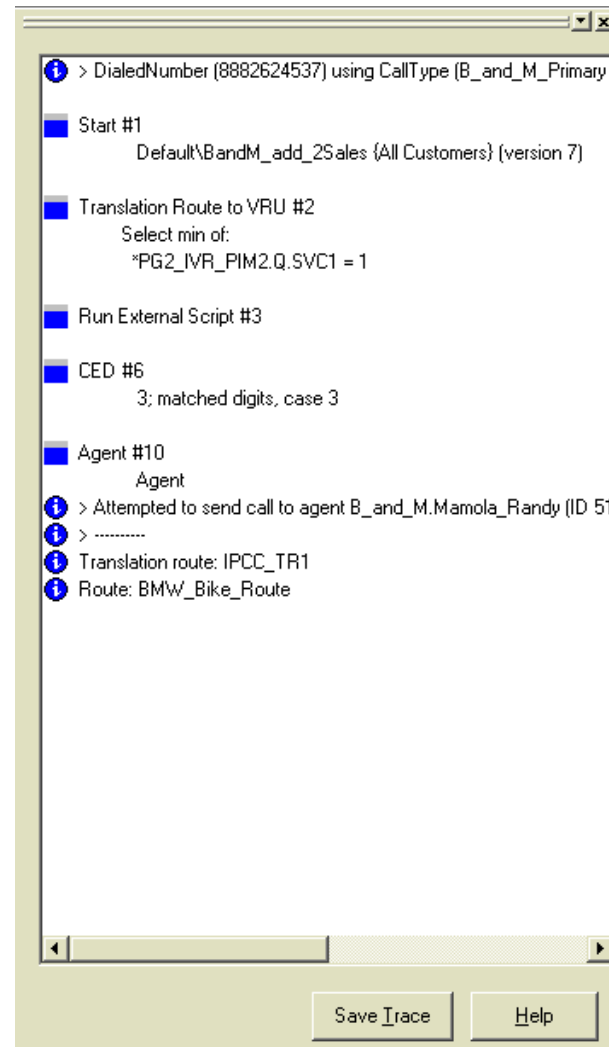 > DialedNumber (8882624537) using CallType (B_and_M_Primary
Start #1
Default\BandM_add_2Sales {All Customers} (version 7)
Translation Route to VRU #2
Select min of:
*PG2_IVR_PIM2.Q.SVC1 = 1
Run External Script #3
CED #6
3; matched digits, case 3
Agent #10
Agent
> Attempted to send call to agent B_and_M.Mamola_Randy (ID 51
> ----------
Translation route: IPCC_TR1
Route: BMW_Bike_Route
Save Trace
Help